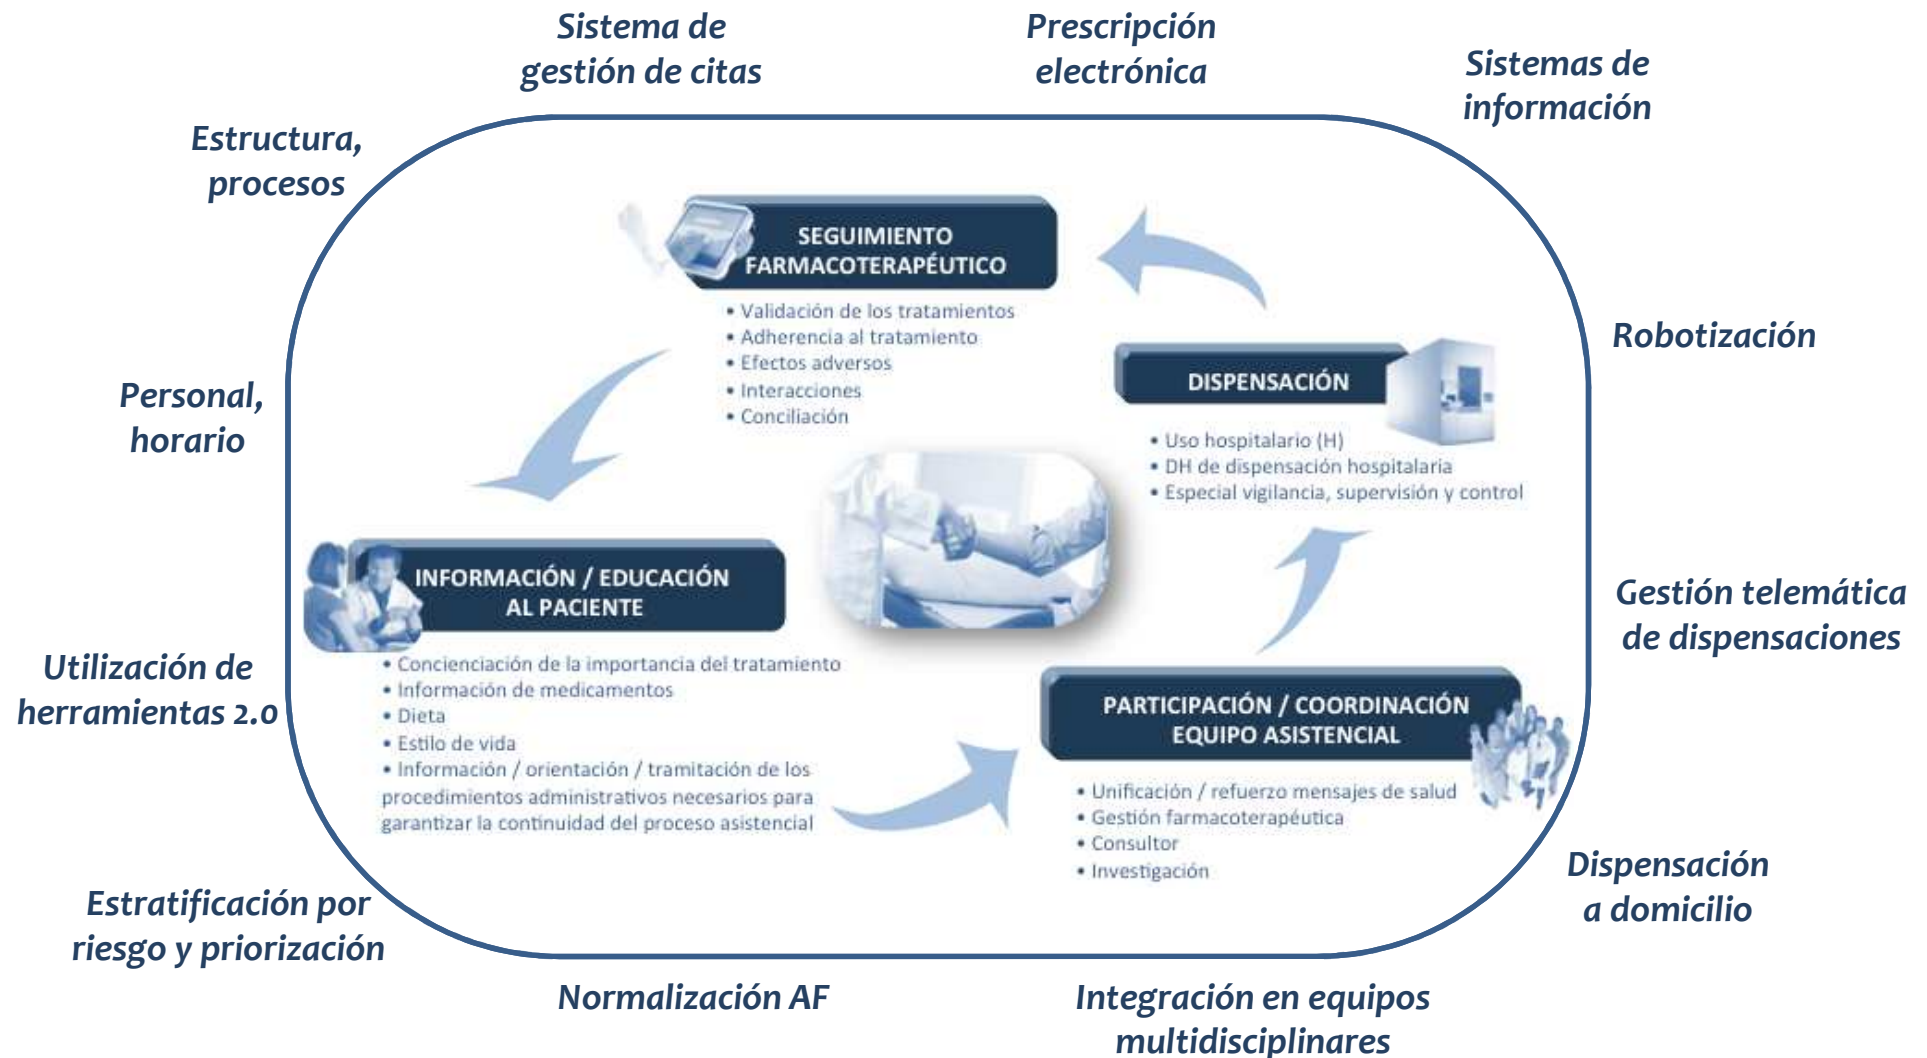 Sistema de
gestión de citas
Prescripción
electrónica
Sistemas de
información
Estructura,
procesos
SEGUIMIENTO
FARMACOTERAPÉUTICO
• Validación de los tratamientos
• Adherencia al tratamiento
• Efectos adversos
• Interacciones
• Conciliación
Robotización
DISPENSACIÓN
• Uso hospitalario (H)
• DH de dispensación hospitalaria
• Especial vigilancia, supervisión y control
Personal,
horario
INFORMACIÓN / EDUCACIÓN
AL PACIENTE
• Concienciación de la importancia del tratamiento
• Información de medicamentos
• Dieta
• Estilo de vida
• Información / orientación / tramitación de los
procedimientos administrativos necesarios para
garantizar la continuidad del proceso asistencial
Gestión telemática
de dispensaciones
Utilización de
herramientas 2.0
PARTICIPACIÓN / COORDINACIÓN
EQUIPO ASISTENCIAL
• Unificación / refuerzo mensajes de salud
• Gestión farmacoterapéutica
• Consultor
• Investigación
Dispensación
a domicilio
Estratificación por
riesgo y priorización
Normalización AF
Integración en equipos
multidisciplinares